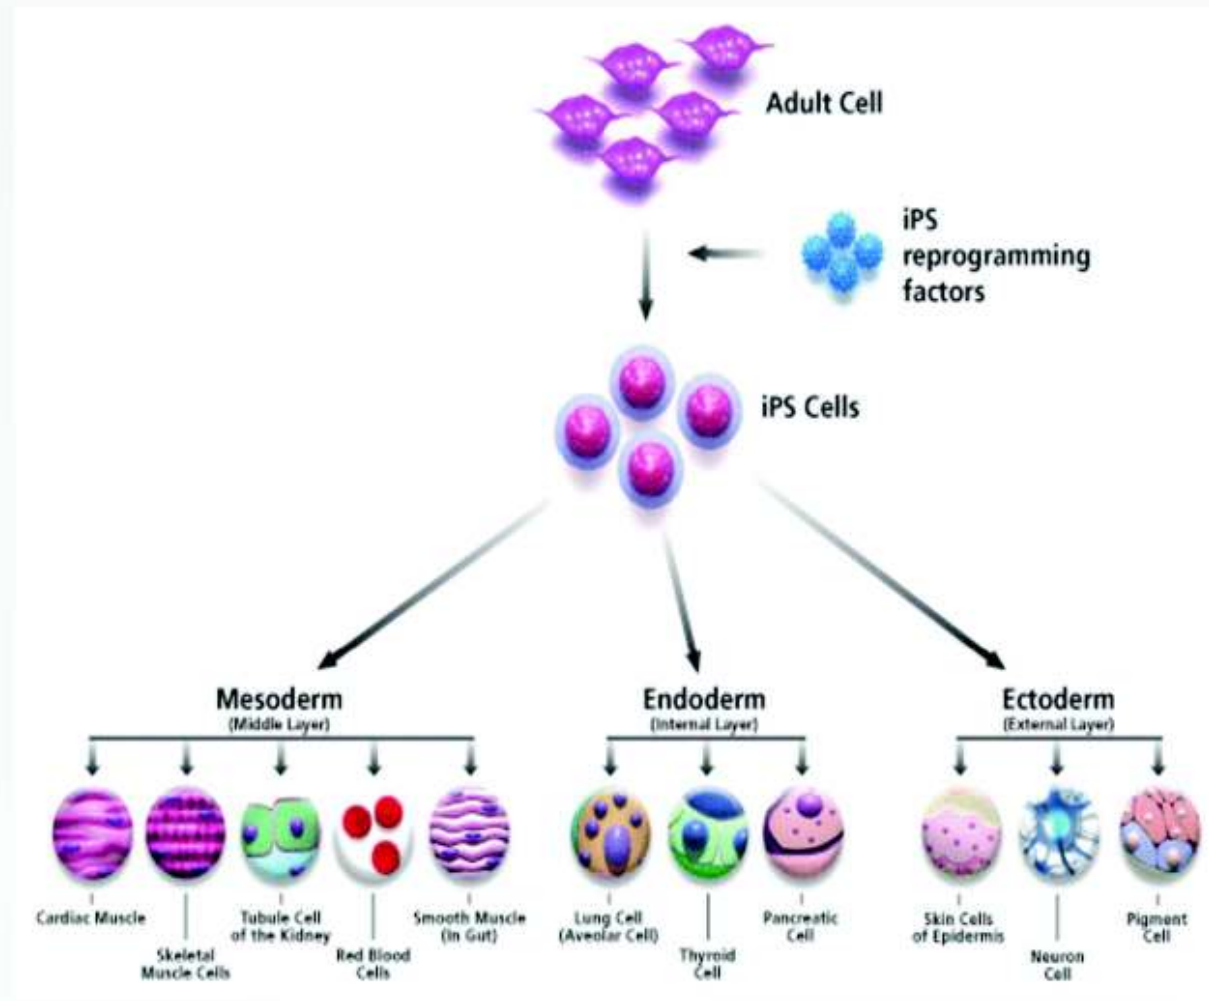 Adult Cell
iPS
reprogramming
factors
iPS Cells
Mesoderm
(Middle Layer)
Endoderm
(Internal Layer)
Ectoderm
(External Layer)
Cardiac Muscle
Skeletal
Muscle Cells
Tubule Cell
of the Kidney
Red Blood
Cells
Smooth Muscle
(In Gut)
Lung Cell
(Aveolar Cell)
Thyroid
Cell
Pancreatic
Cell
Skin Cells
of Epidermis
Neuron
Cell
Pigment
Cell